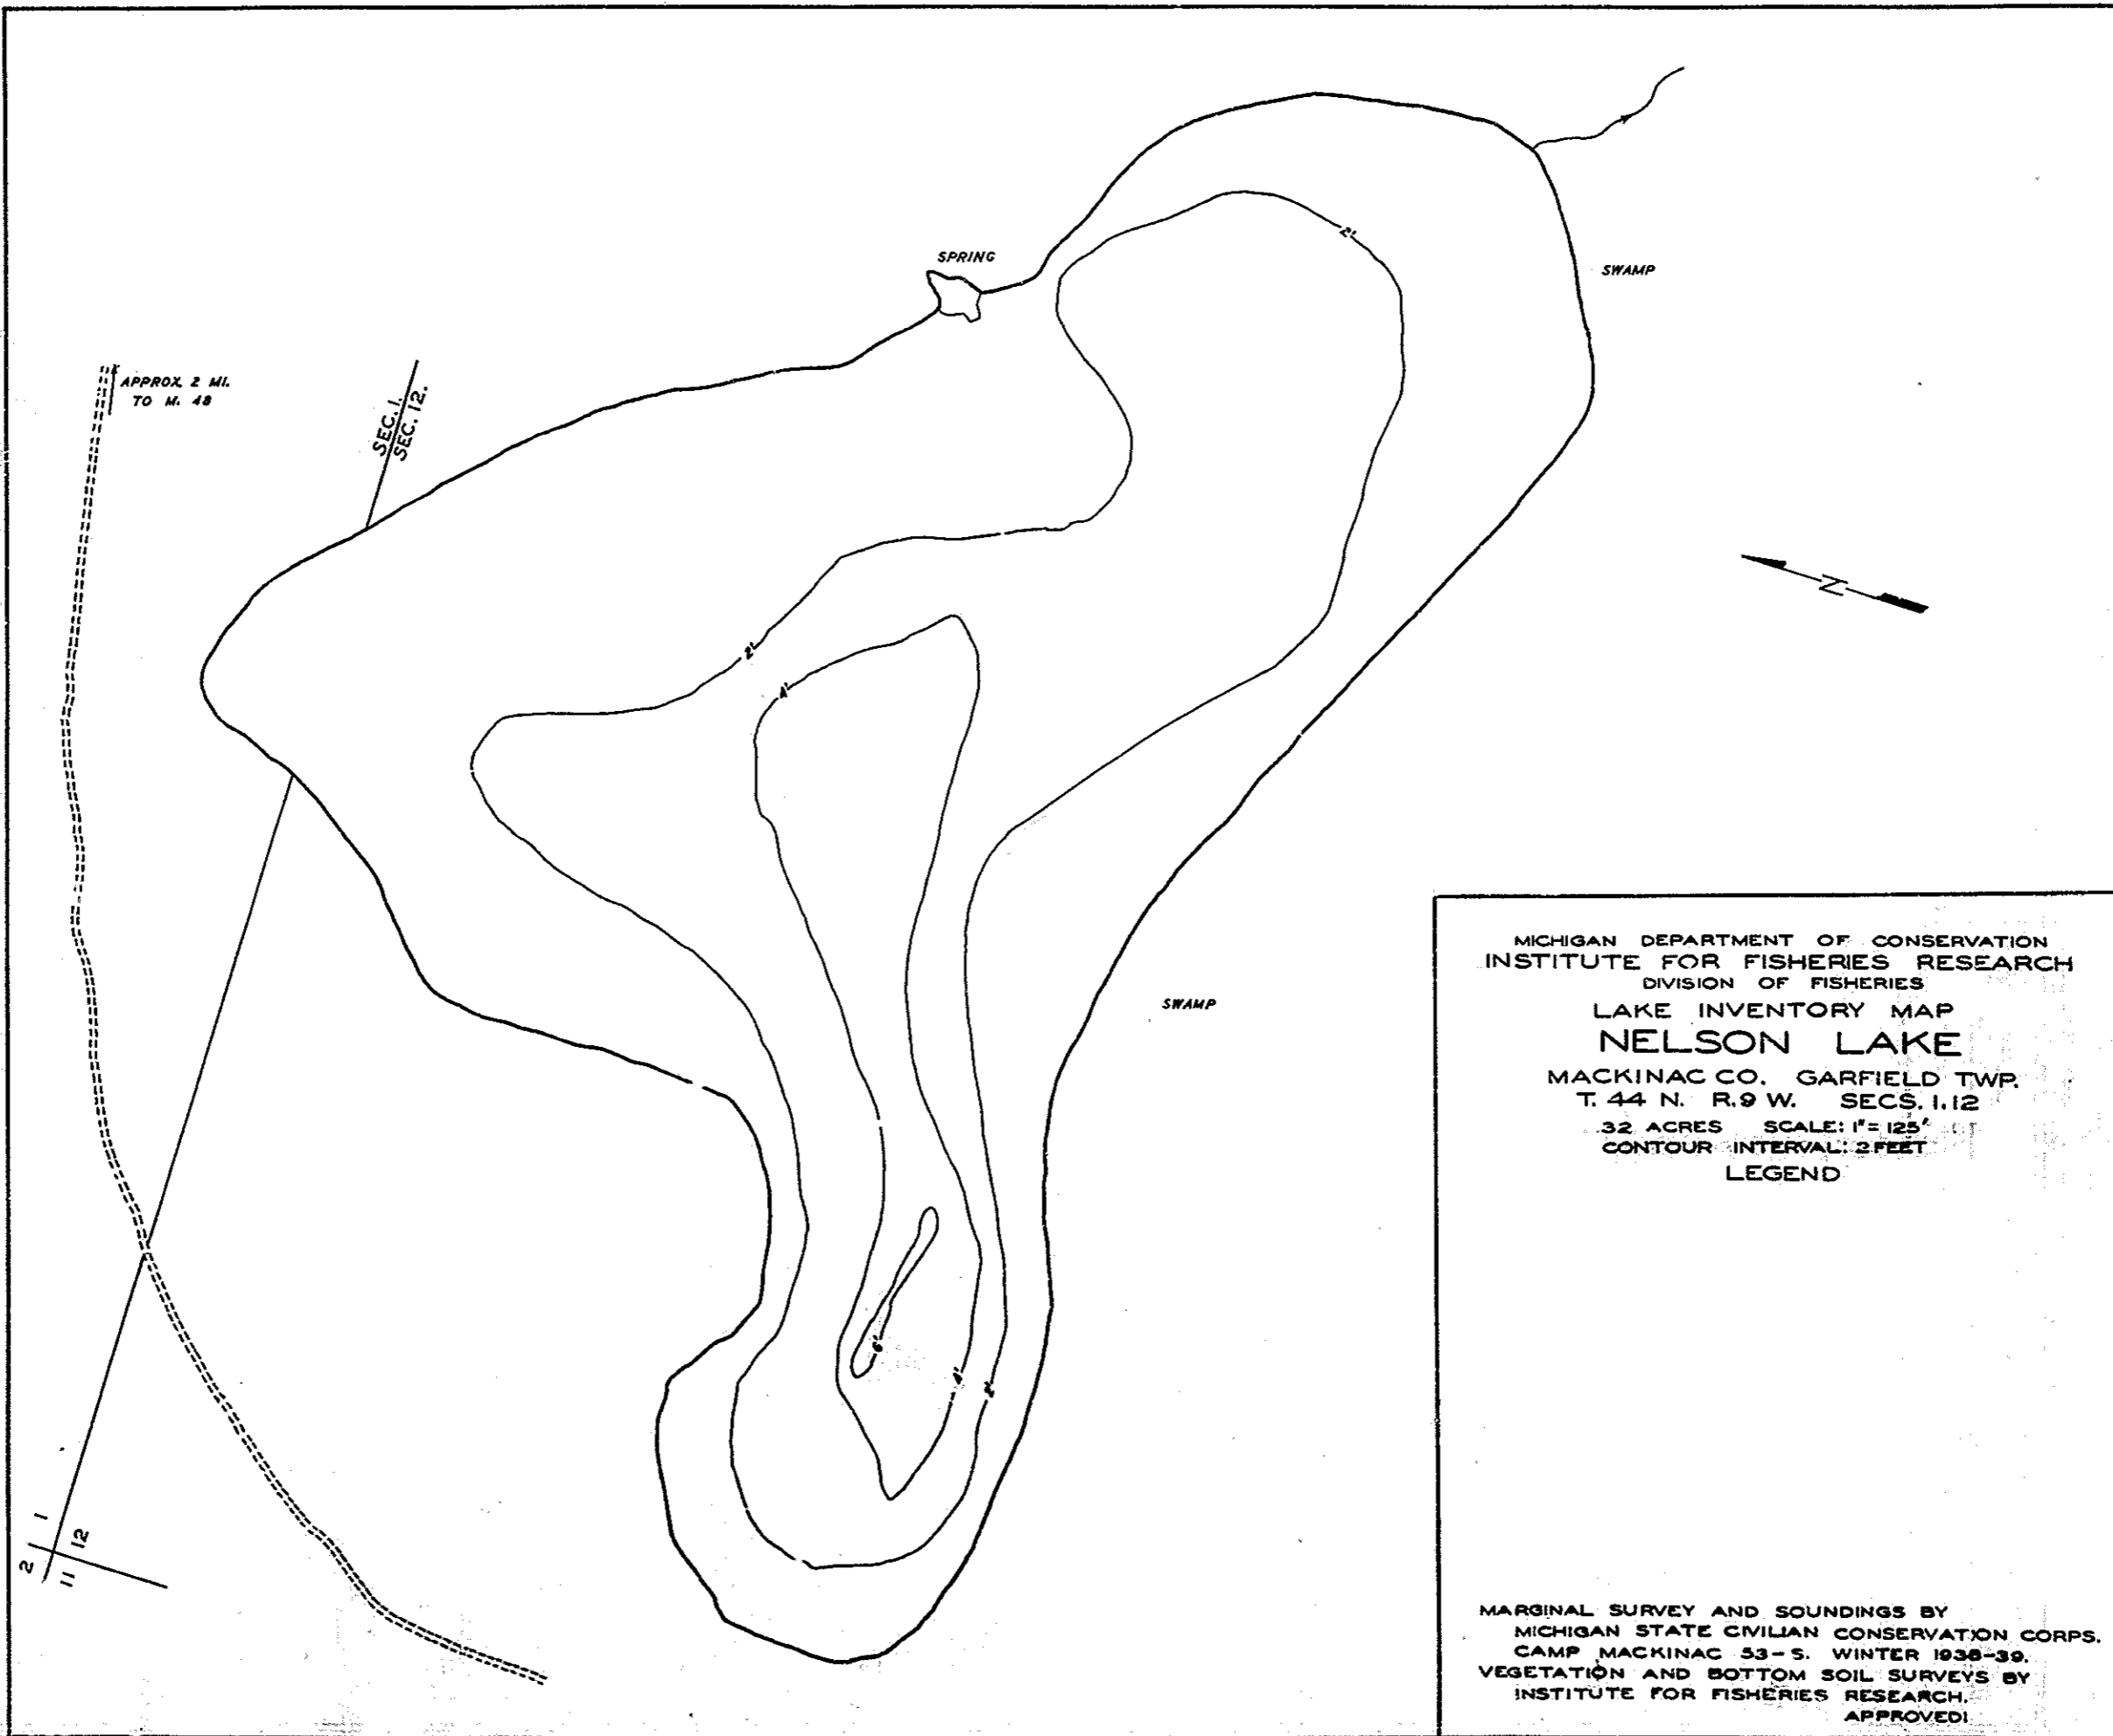 SPRING
SWAMP
2'
APPROX. 2 MI.
TO M. 48
SEC. 1.
SEC. 12.
N
2'
4'
SWAMP
6'
4'
2'
1
2
12
11
MICHIGAN DEPARTMENT OF CONSERVATION
INSTITUTE FOR FISHERIES RESEARCH
DIVISION OF FISHERIES
LAKE INVENTORY MAP
NELSON LAKE
MACKINAC CO. GARFIELD TWP.
T. 44 N. R. 9 W. SECS. 1.12
32 ACRES SCALE: 1"=125'
CONTOUR INTERVAL: 2 FEET
LEGEND
MARGINAL SURVEY AND SOUNDINGS BY
MICHIGAN STATE CIVILIAN CONSERVATION CORPS.
CAMP MACKINAC 53-S. WINTER 1938-39.
VEGETATION AND BOTTOM SOIL SURVEYS BY
INSTITUTE FOR FISHERIES RESEARCH.
APPROVED: